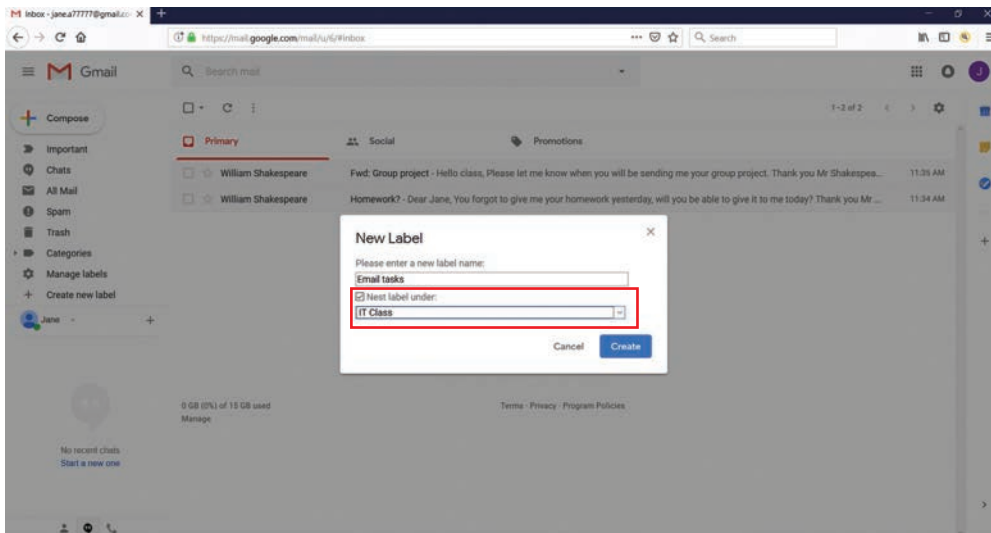 Inbox - jane.a77777@gmail.co
https://mail.google.com/mail/u/6/#inbox
Search
Gmail
Search mail
J
Compose
1-2 of 2
Primary
Social
Promotions
Important
Chats
All Mail
Spam
Trash
Categories
Manage labels
Create new label
Jane
William Shakespeare
Fwd: Group project - Hello class, Please let me know when you will be sending me your group project. Thank you Mr Shakespea...
11:35 AM
William Shakespeare
Homework? - Dear Jane, You forgot to give me your homework yesterday, will you be able to give it to me today? Thank you Mr ...
11:34 AM
New Label
Please enter a new label name:
Email tasks
Nest label under:
IT Class
Cancel
Create
0 GB (0%) of 15 GB used
Manage
Terms - Privacy - Program Policies
No recent chats
Start a new one